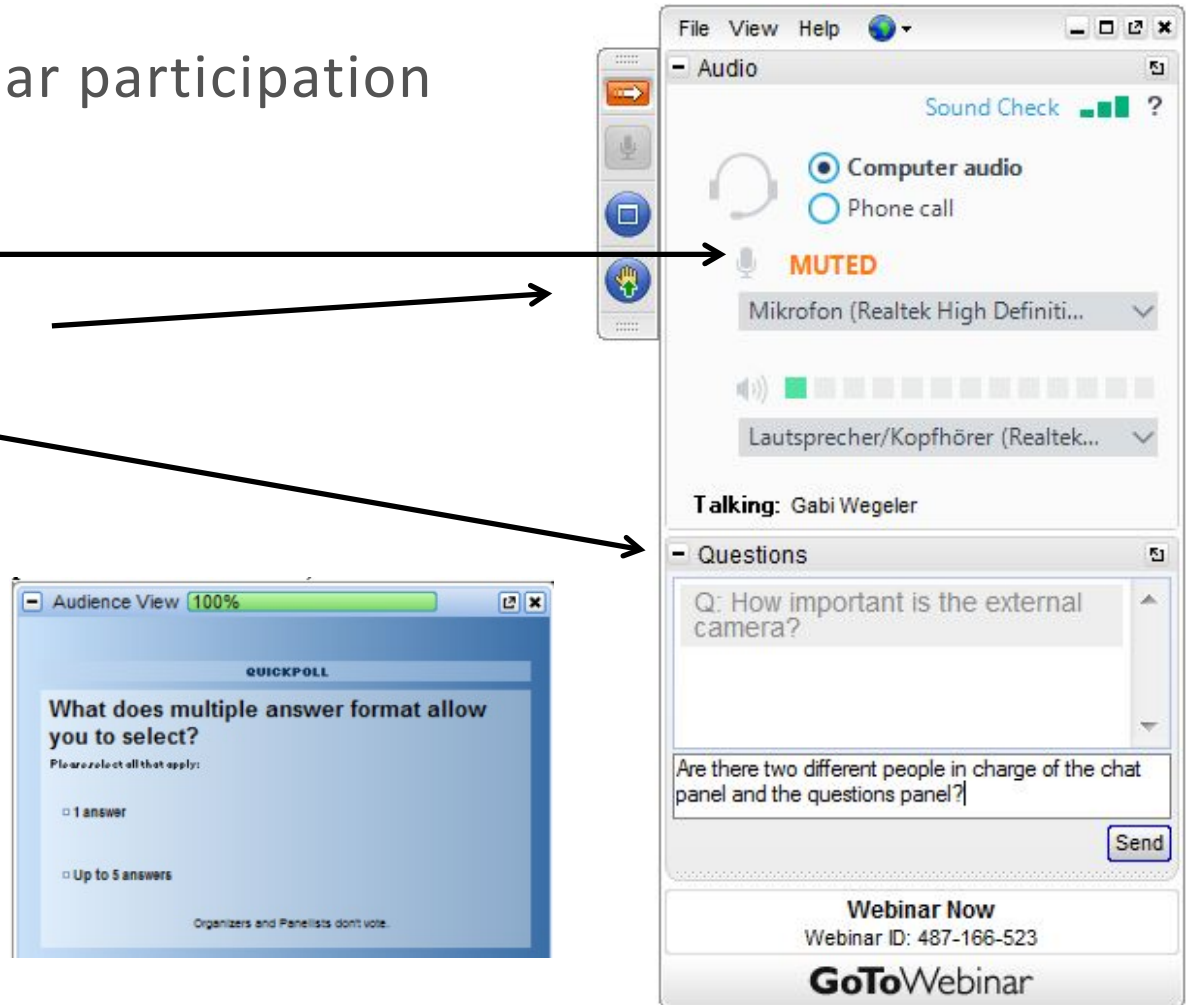 ar participation
File View Help
Audio
Sound Check ?
Computer audio
Phone call
MUTED
Mikrofon (Realtek High Definiti...
Lautsprecher/Kopfhörer (Realtek...
Talking: Gabi Wegeler
Questions
Q: How important is the external
camera?
Are there two different people in charge of the chat
panel and the questions panel?
Send
Webinar Now
Webinar ID: 487-166-523
GoToWebinar
Audience View 100%
QUICKPOLL
What does multiple answer format allow
you to select?
Please select all that apply:
1 answer
Up to 5 answers
Organizers and Panellists don't vote.